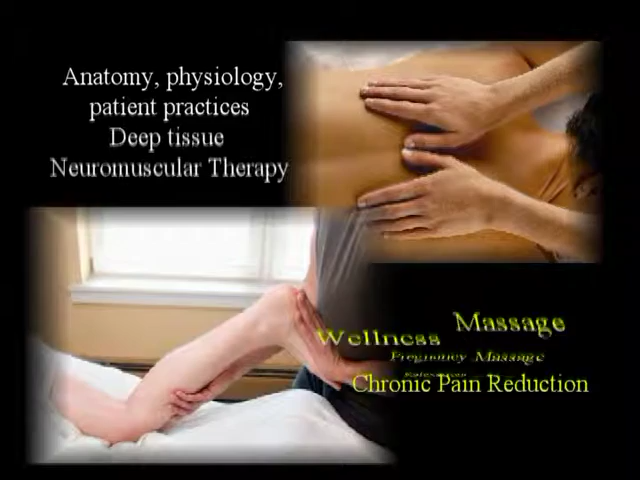 Anatomy, physiology,
patient practices
Deep tissue
Neuromuscular Therapy
Massage
Wellness
Pregnancy Massage
Chronic Pain Reduction